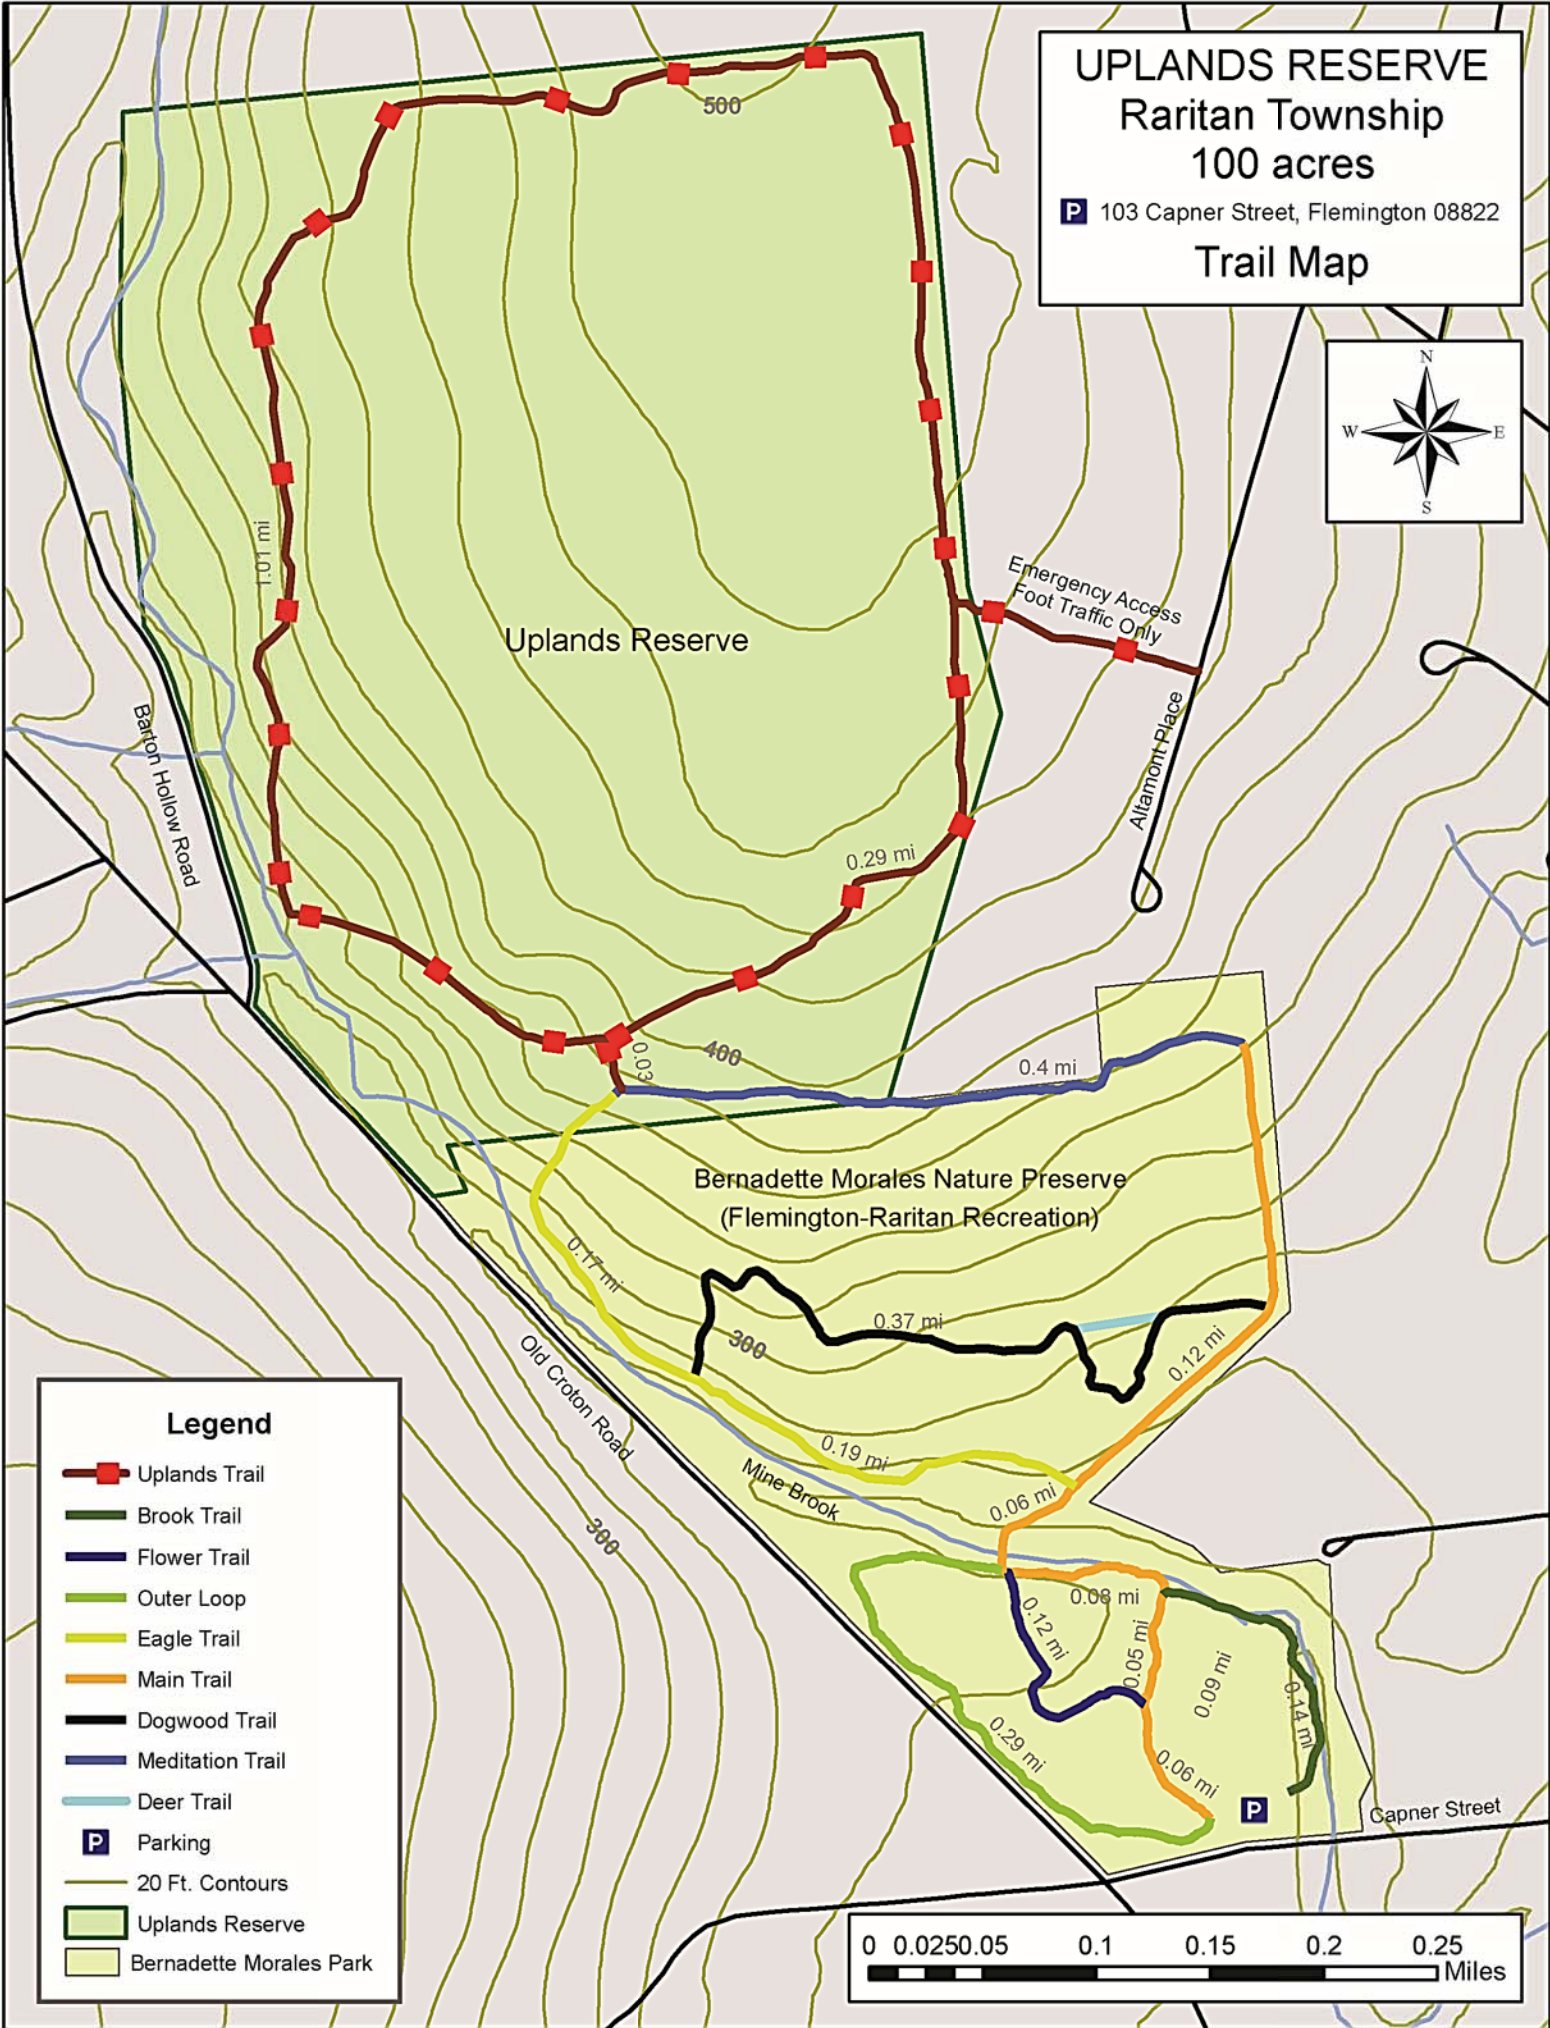 UPLANDS RESERVE
Raritan Township
100 acres
P 103 Capner Street, Flemington 08822
Trail Map
N
W E
S
500
1.01 mi
Emergency Access
Foot Traffic Only
Uplands Reserve
Barton Hollow Road
Altamont Place
0.29 mi
0.03
400
0.4 mi
Bernadette Morales Nature Preserve
(Flemington-Raritan Recreation)
0.17 mi
0.37 mi
300
0.12 mi
Old Croton Road
0.19 mi
Mine Brook
0.06 mi
300
0.08 mi
0.12 mi
0.05 mi
0.09 mi
0.14 mi
0.29 mi
0.06 mi
P
Capner Street
Legend
Uplands Trail
Brook Trail
Flower Trail
Outer Loop
Eagle Trail
Main Trail
Dogwood Trail
Meditation Trail
Deer Trail
P Parking
20 Ft. Contours
Uplands Reserve
Bernadette Morales Park
0 0.025 0.05 0.1 0.15 0.2 0.25
Miles